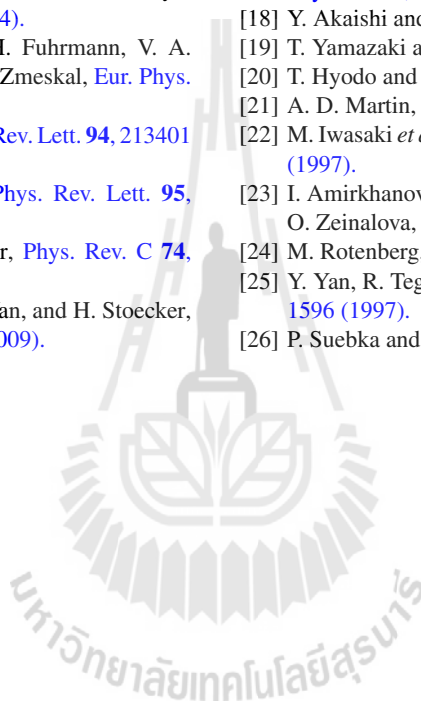 4).
H. Fuhrmann, V. A.
Zmeskal, Eur. Phys.
Rev. Lett. 94, 213401
Phys. Rev. Lett. 95,
r, Phys. Rev. C 74,
an, and H. Stoecker,
009).
[18] Y. Akaishi and
[19] T. Yamazaki a
[20] T. Hyodo and
[21] A. D. Martin,
[22] M. Iwasaki et a
(1997).
[23] I. Amirkhanov
O. Zeinalova,
[24] M. Rotenberg,
[25] Y. Yan, R. Teg
1596 (1997).
[26] P. Suebka and
มหาวิทยาลัยเทคโนโลยีสุรนารี